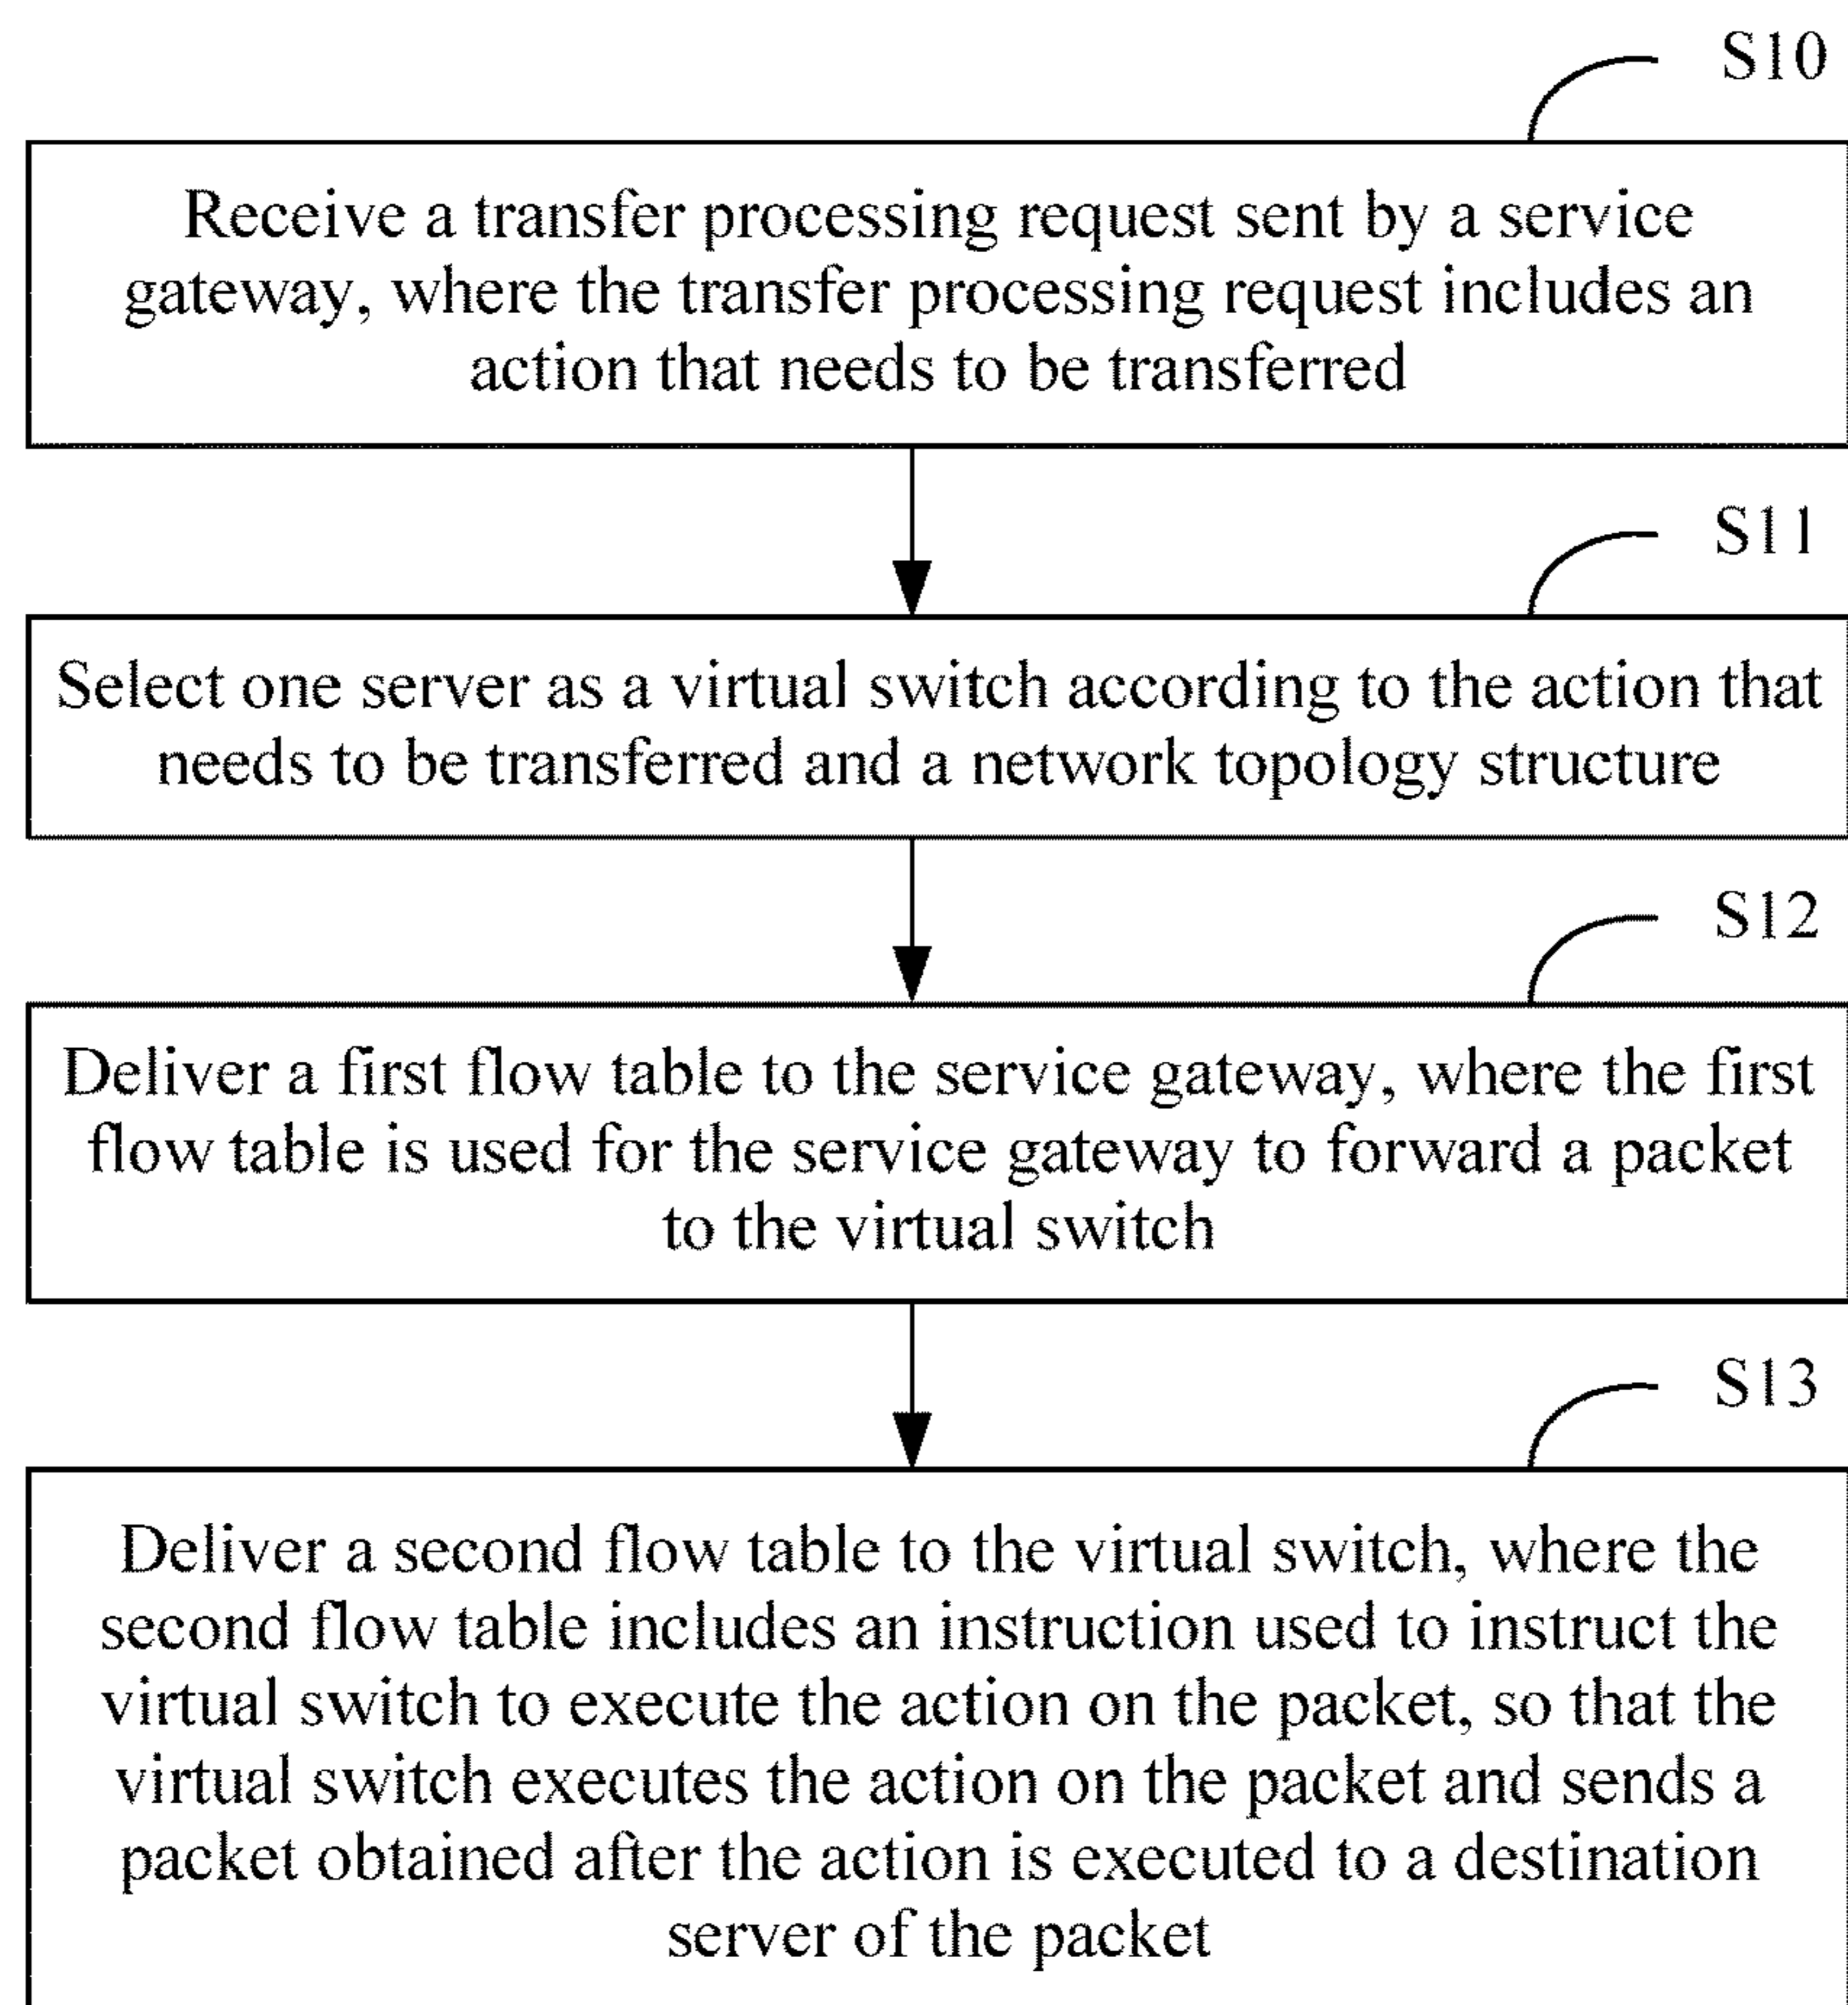 S10
Receive a transfer processing request sent by a service
gateway, where the transfer processing request includes an
action that needs to be transferred
S11
Select one server as a virtual switch according to the action that
needs to be transferred and a network topology structure
S12
Deliver a first flow table to the service gateway, where the first
flow table is used for the service gateway to forward a packet
to the virtual switch
S13
Deliver a second flow table to the virtual switch, where the
second flow table includes an instruction used to instruct the
virtual switch to execute the action on the packet, so that the
virtual switch executes the action on the packet and sends a
packet obtained after the action is executed to a destination
server of the packet